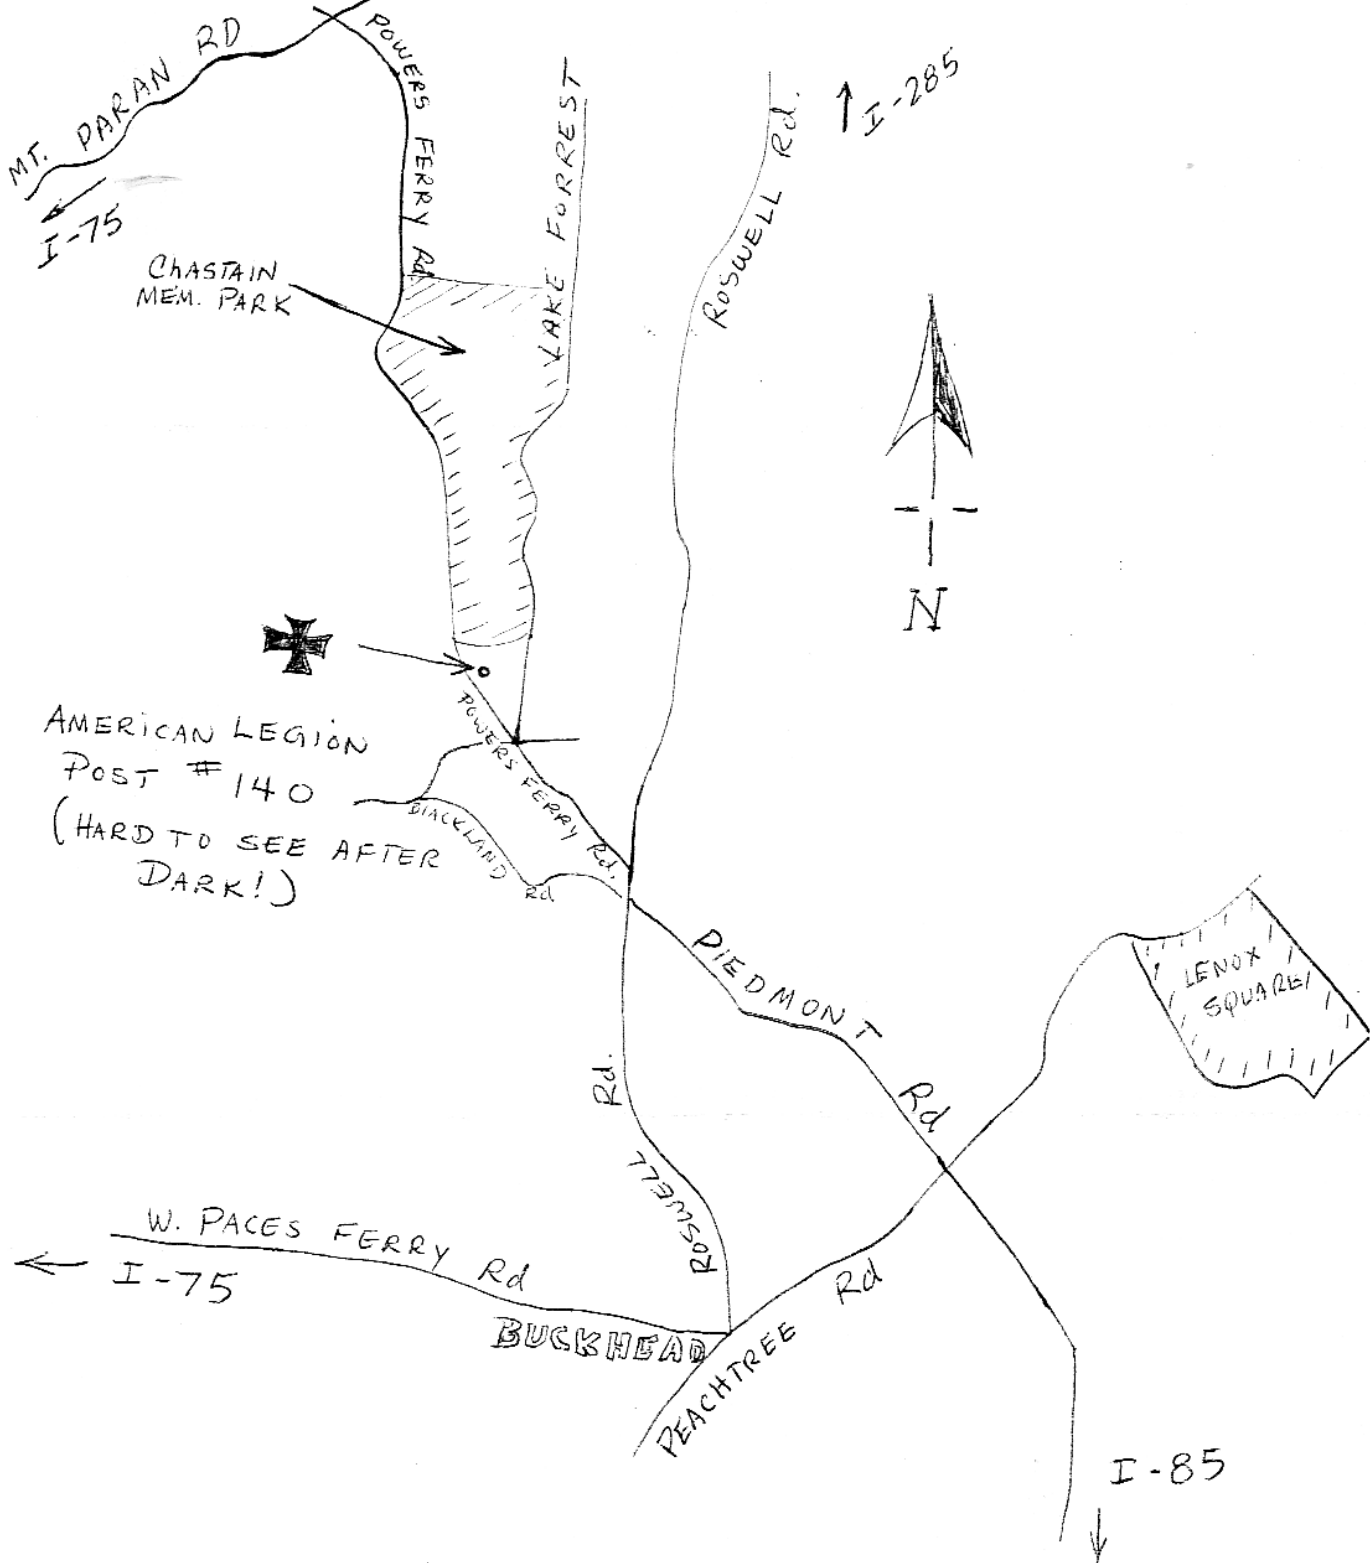 MT. PARAN RD
POWERS FERRY Rd.
LAKE FORREST
ROSWELL Rd.
I-285
I-75
CHASTAIN
MEM. PARK
N
AMERICAN LEGION
POST # 140
(HARD TO SEE AFTER
DARK!)
POWERS FERRY Rd.
BLACKLAND Rd
PIEDMONT Rd
LENOX
SQUARE
ROSWELL Rd.
W. PACES FERRY Rd
I-75
BUCKHEAD
PEACHTREE Rd
I-85